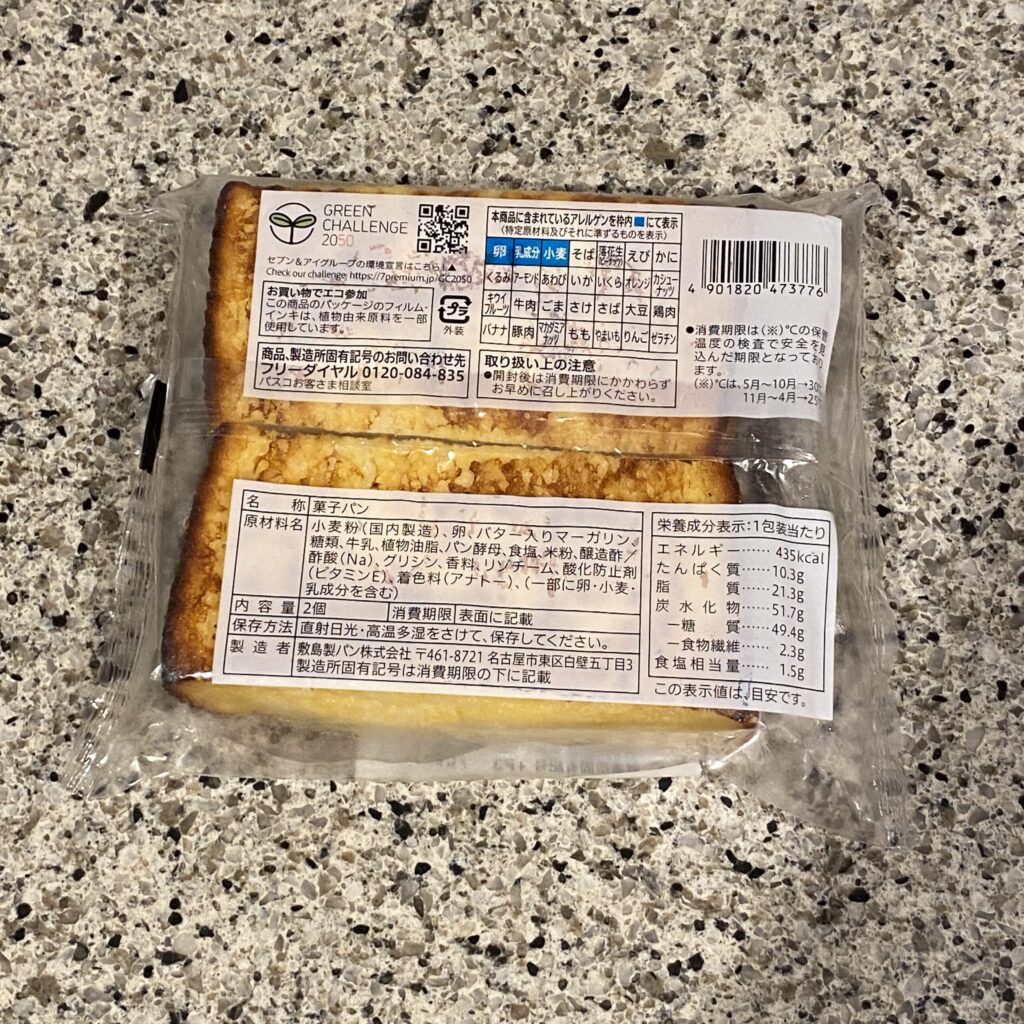 GREEN
CHALLENGE
2050
セブン&アイグループの環境宣言はこちら!▲
Check our challenge: https://7premium.jp/GC2050
お買い物でエコ参加
この商品のパッケージのフィルム・
インキは、植物由来原料を一部
使用しています。
プラ
外装
商品、製造所固有記号のお問い合わせ先
フリーダイヤル 0120-084-835
パスコお客さま相談室
本商品に含まれているアレルゲンを枠内■にて表示
〈特定原材料及びそれに準ずるものを表示〉
卵 乳成分 小麦 そば 落花生(ピーナッツ) えび かに
くるみ アーモンド あわび いか いくら オレンジ カシューナッツ
キウイフルーツ 牛肉 ごま さけ さば 大豆 鶏肉
バナナ 豚肉 マカダミアナッツ もも やまいも りんご ゼラチン
取り扱い上の注意
●開封後は消費期限にかかわらず
お早めに召し上がりください。
4 901820 473776
●消費期限は(※)℃の保管
温度の検査で安全を見
込んだ期限となっており
ます。
(※)℃は、5月〜10月→30
11月〜4月→25
名称 菓子パン
原材料名 小麦粉(国内製造)、卵、バター入りマーガリン、
糖類、牛乳、植物油脂、パン酵母、食塩、米粉、醸造酢/
酢酸(Na)、グリシン、香料、リゾチーム、酸化防止剤
(ビタミンE)、着色料(アナトー)、(一部に卵・小麦・
乳成分を含む)
内容量 2個 消費期限 表面に記載
保存方法 直射日光・高温多湿をさけて、保存してください。
製造者 敷島製パン株式会社 〒461-8721 名古屋市東区白壁五丁目3
製造所固有記号は消費期限の下に記載
栄養成分表示:1包装当たり
エネルギー……435kcal
たんぱく質……10.3g
脂質……21.3g
炭水化物……51.7g
−糖質……49.4g
−食物繊維……2.3g
食塩相当量……1.5g
この表示値は、目安です。